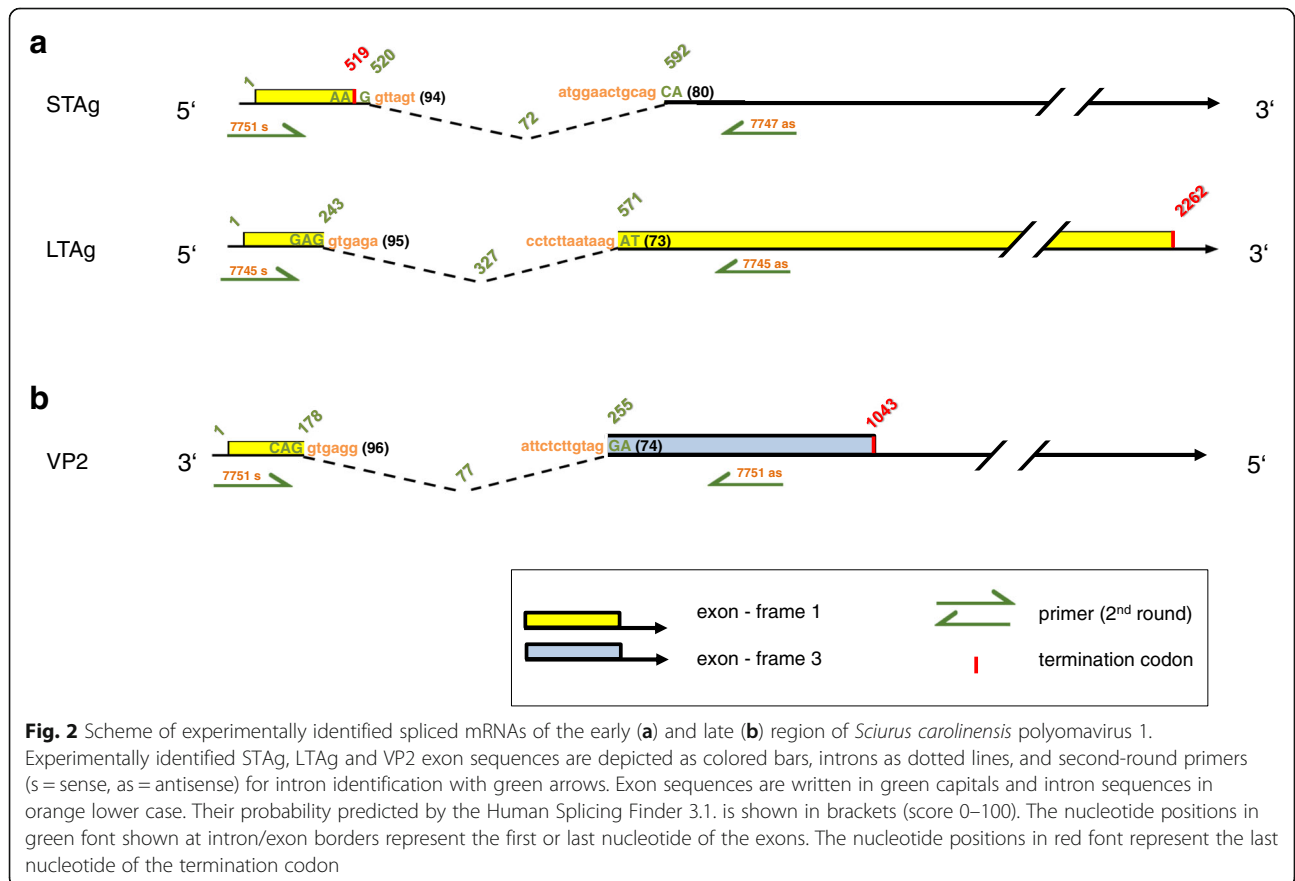 a
STAg
5‘
1
519
520
AA G gttagt (94)
72
592
atggaactgcag CA (80)
3‘
7751 s
7747 as
LTAg
5‘
1
243
GAG gtgaga (95)
327
571
cctcttaataag AT (73)
2262
3‘
7745 s
7745 as
b
VP2
3‘
1
178
CAG gtgagg (96)
77
255
attctcttgtag GA (74)
1043
5‘
7751 s
7751 as
exon - frame 1
primer (2nd round)
exon - frame 3
termination codon
Fig. 2 Scheme of experimentally identified spliced mRNAs of the early (a) and late (b) region of Sciurus carolinensis polyomavirus 1.
Experimentally identified STAg, LTAg and VP2 exon sequences are depicted as colored bars, introns as dotted lines, and second-round primers
(s = sense, as = antisense) for intron identification with green arrows. Exon sequences are written in green capitals and intron sequences in
orange lower case. Their probability predicted by the Human Splicing Finder 3.1. is shown in brackets (score 0–100). The nucleotide positions in
green font shown at intron/exon borders represent the first or last nucleotide of the exons. The nucleotide positions in red font represent the last
nucleotide of the termination codon